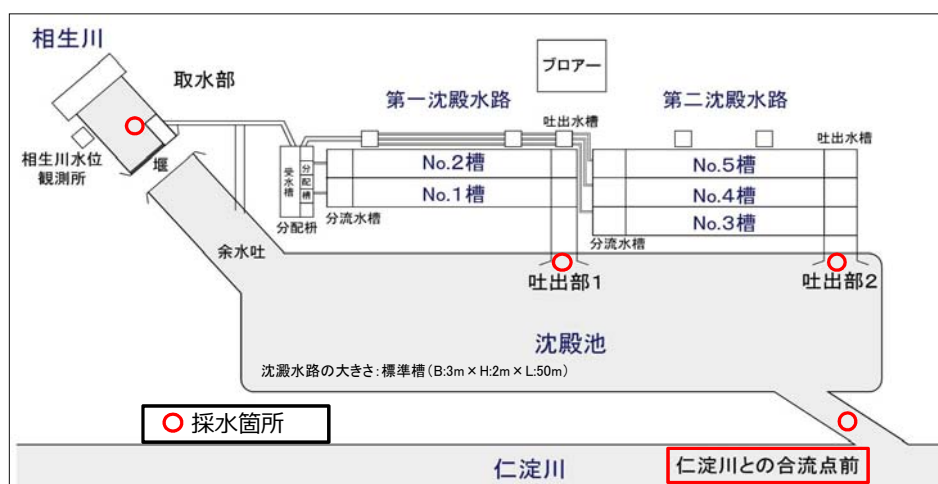 相生川
取水部
ブロアー
第一沈殿水路
第二沈殿水路
吐出水槽
吐出水槽
相生川水位
観測所
堰
受水槽
分配槽
No.2槽
No.1槽
No.5槽
No.4槽
No.3槽
分流水槽
分配枡
分流水槽
余水吐
吐出部1
吐出部2
沈殿池
沈澱水路の大きさ:標準槽(B:3m×H:2m×L:50m)
採水箇所
仁淀川
仁淀川との合流点前